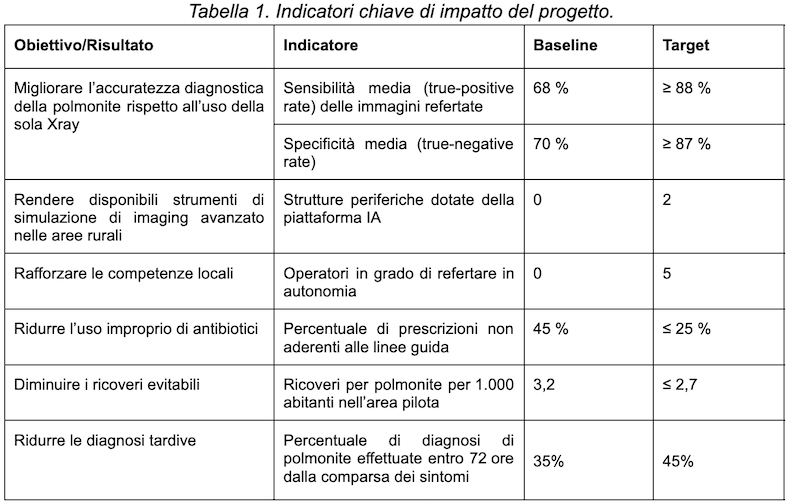 Tabella 1. Indicatori chiave di impatto del progetto.
Obiettivo/Risultato Indicatore Baseline Target
Migliorare l’accuratezza diagnostica
della polmonite rispetto all’uso della
sola Xray
Sensibilità media (true-positive
rate) delle immagini refertate
68 % ≥ 88 %
Specificità media (true-negative
rate)
70 % ≥ 87 %
Rendere disponibili strumenti di
simulazione di imaging avanzato
nelle aree rurali
Strutture periferiche dotate della
piattaforma IA
0 2
Rafforzare le competenze locali
Operatori in grado di refertare in
autonomia
0 5
Ridurre l’uso improprio di antibiotici
Percentuale di prescrizioni non
aderenti alle linee guida
45 % ≤ 25 %
Diminuire i ricoveri evitabili
Ricoveri per polmonite per 1.000
abitanti nell’area pilota
3,2 ≤ 2,7
Ridurre le diagnosi tardive
Percentuale di diagnosi di
polmonite effettuate entro 72 ore
dalla comparsa dei sintomi
35% 45%